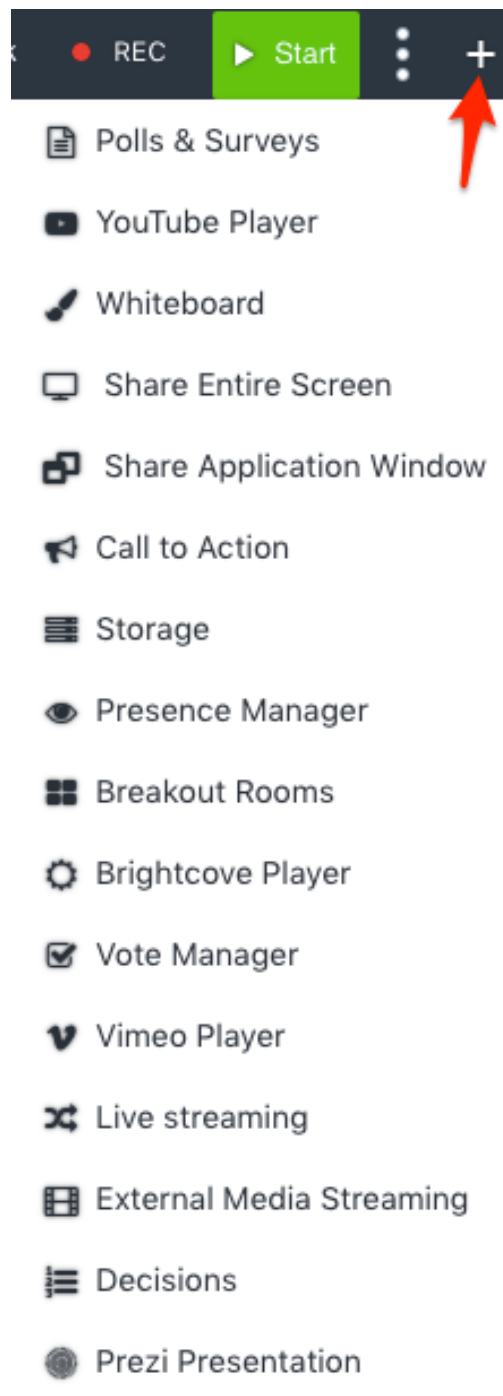 REC Start
Polls & Surveys
YouTube Player
Whiteboard
Share Entire Screen
Share Application Window
Call to Action
Storage
Presence Manager
Breakout Rooms
Brightcove Player
Vote Manager
Vimeo Player
Live streaming
External Media Streaming
Decisions
Prezi Presentation